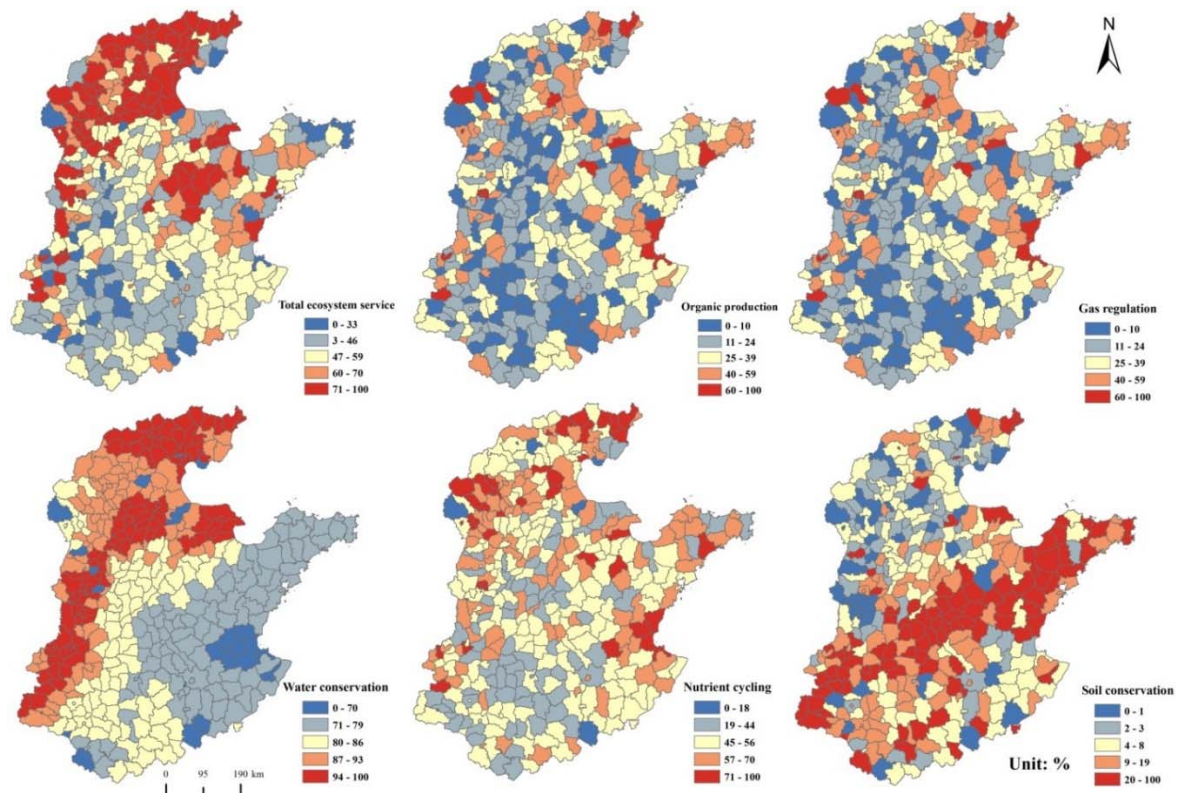 N
Total ecosystem service
0 - 33
3 - 46
47 - 59
60 - 70
71 - 100
Organic production
0 - 10
11 - 24
25 - 39
40 - 59
60 - 100
Gas regulation
0 - 10
11 - 24
25 - 39
40 - 59
60 - 100
Water conservation
0 - 70
71 - 79
80 - 86
87 - 93
94 - 100
0 95 190 km
Nutrient cycling
0 - 18
19 - 44
45 - 56
57 - 70
71 - 100
Soil conservation
0 - 1
2 - 3
4 - 8
9 - 19
20 - 100
Unit: %